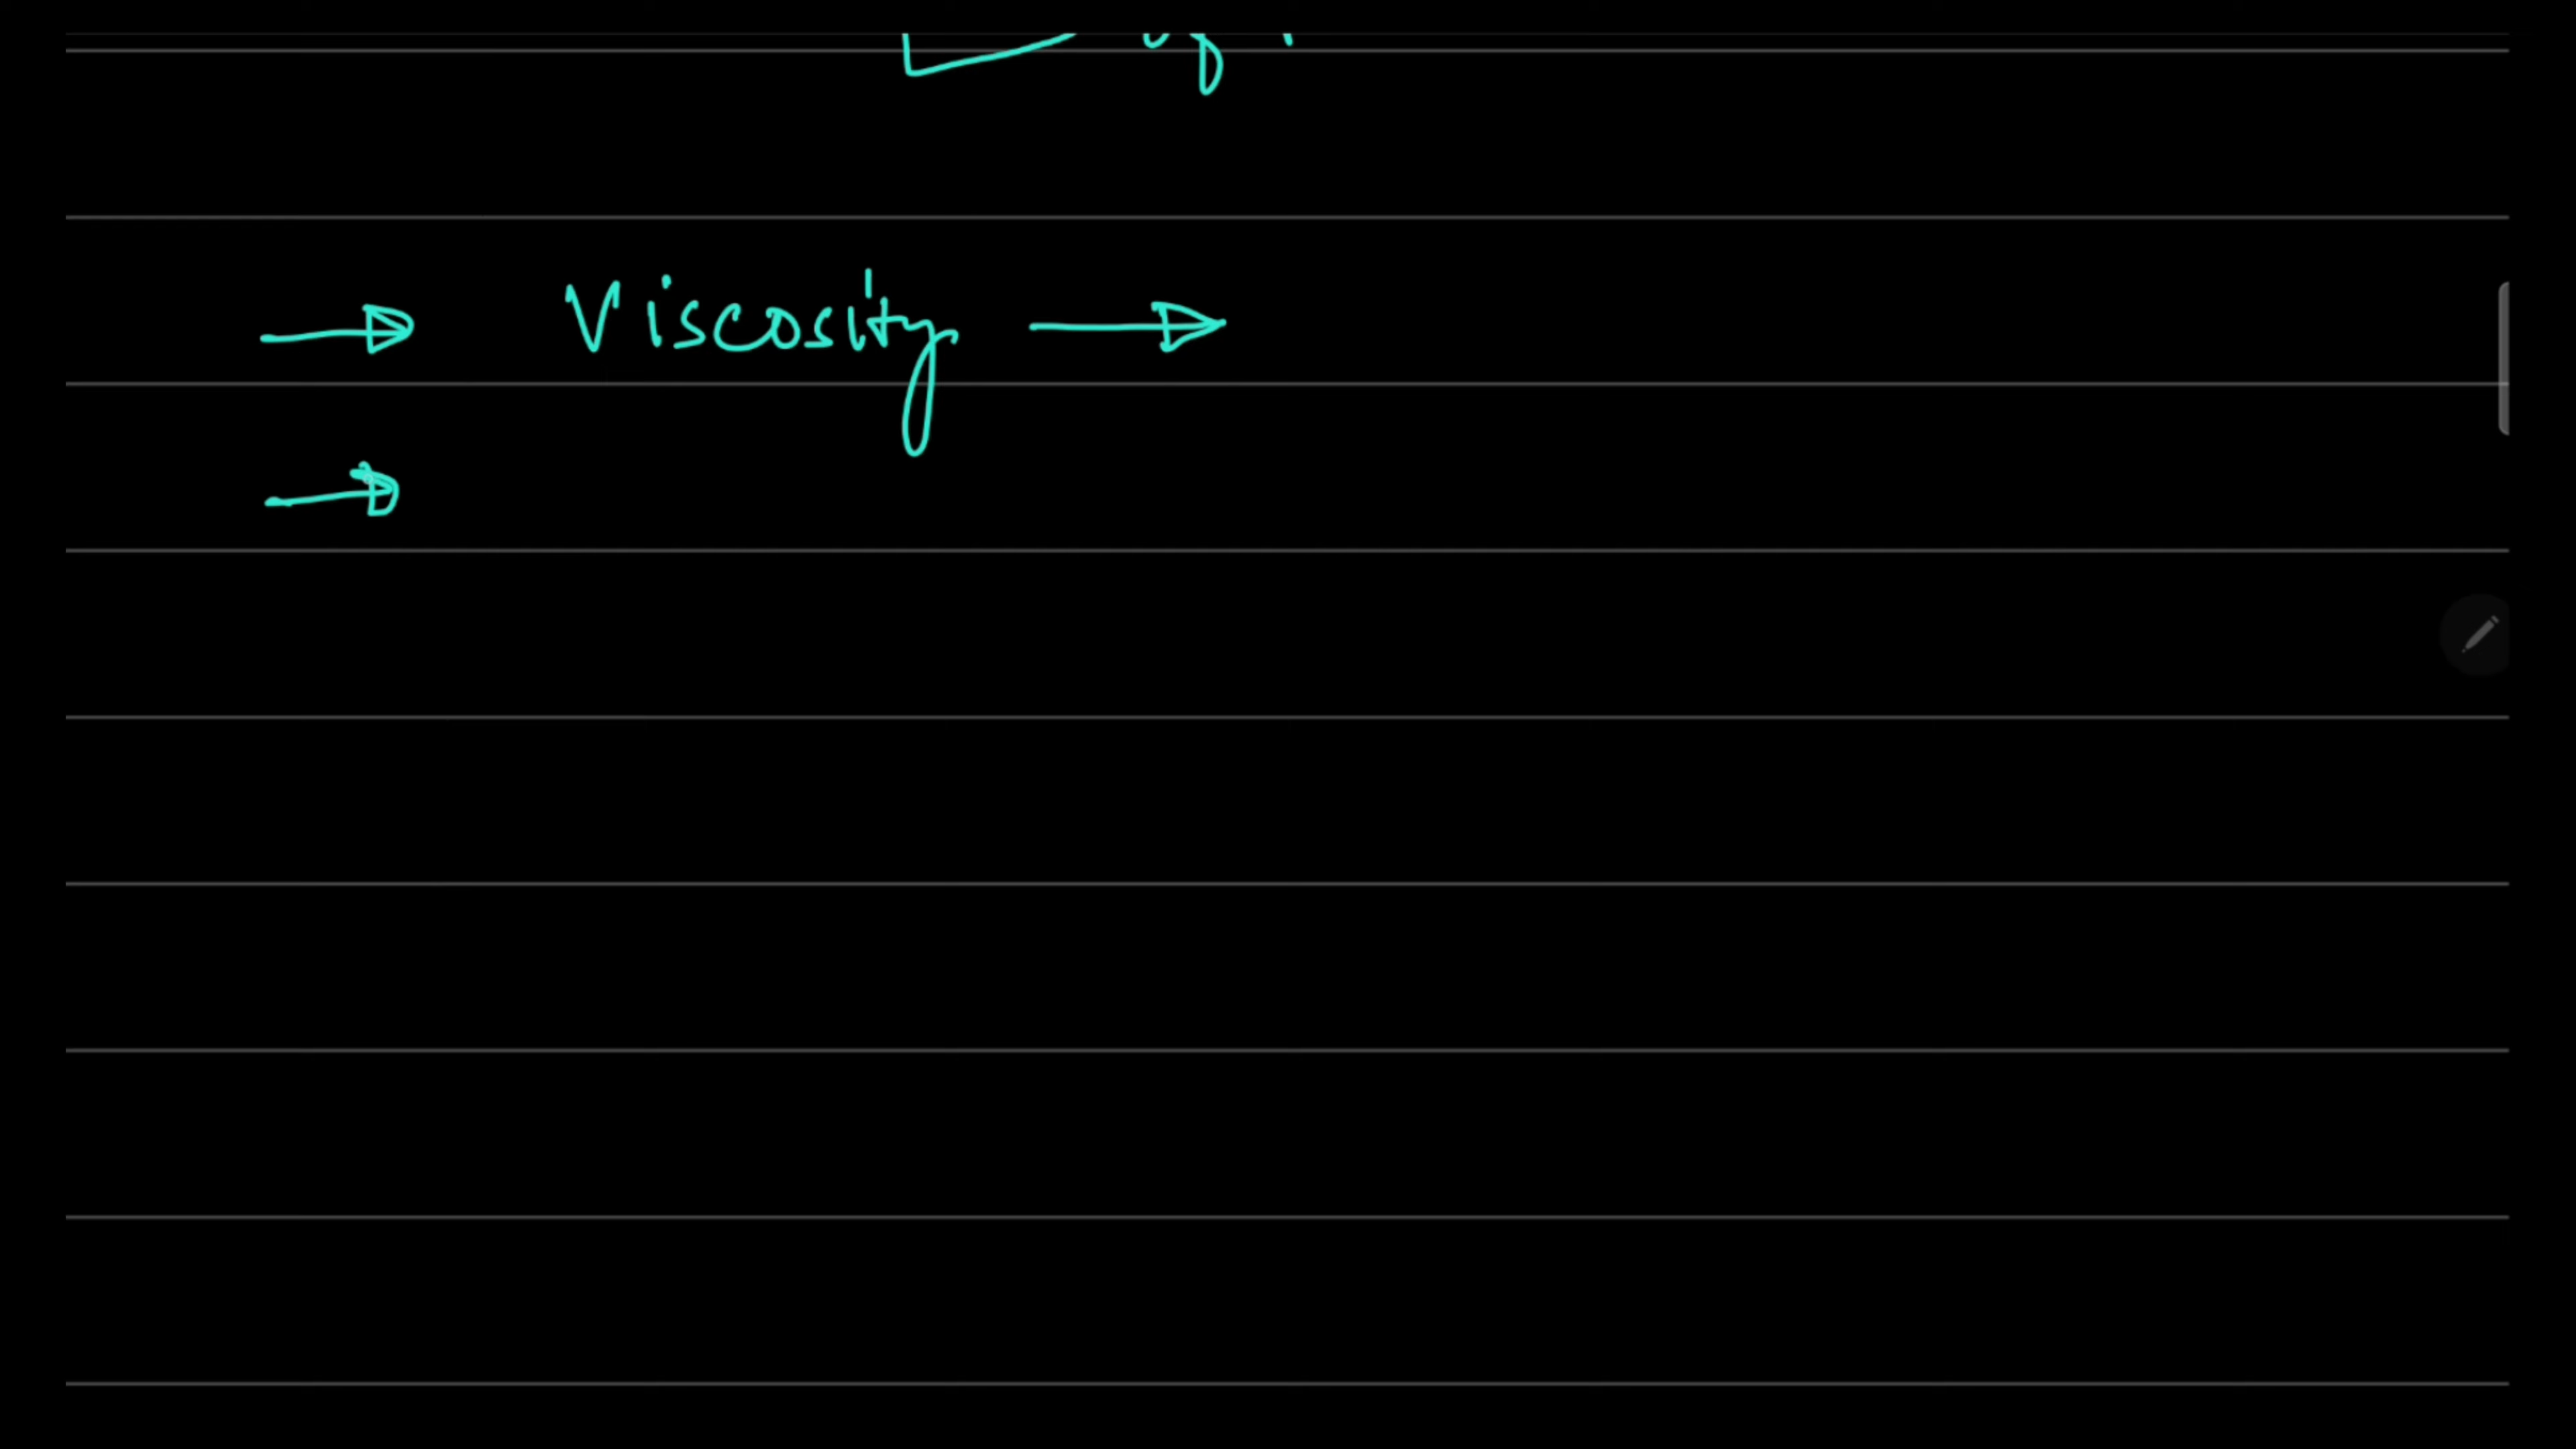 → Viscosity →
→